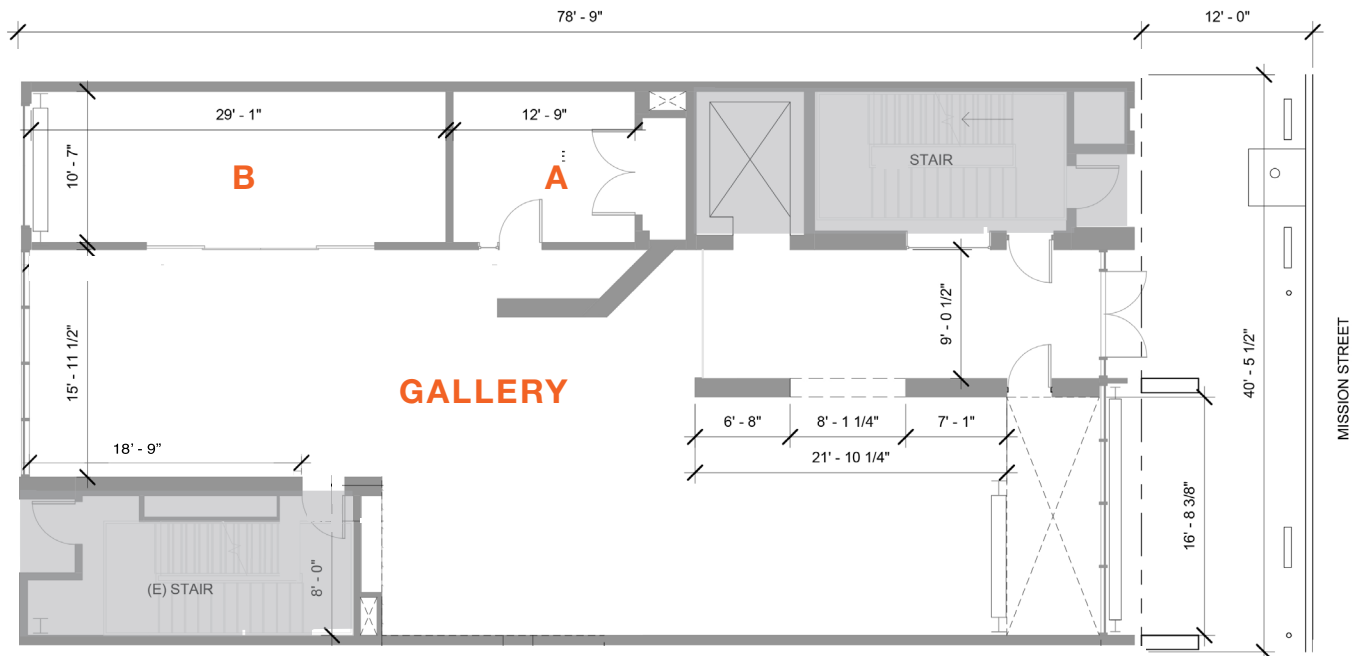 78' - 9"
12' - 0"
29' - 1"
12' - 9"
10' - 7"
B
A
...
STAIR
15' - 11 1/2"
9' - 0 1/2"
40' - 5 1/2"
MISSION STREET
GALLERY
6' - 8"
8' - 1 1/4"
7' - 1"
18' - 9”
21' - 10 1/4"
16' - 8 3/8"
(E) STAIR
8' - 0"